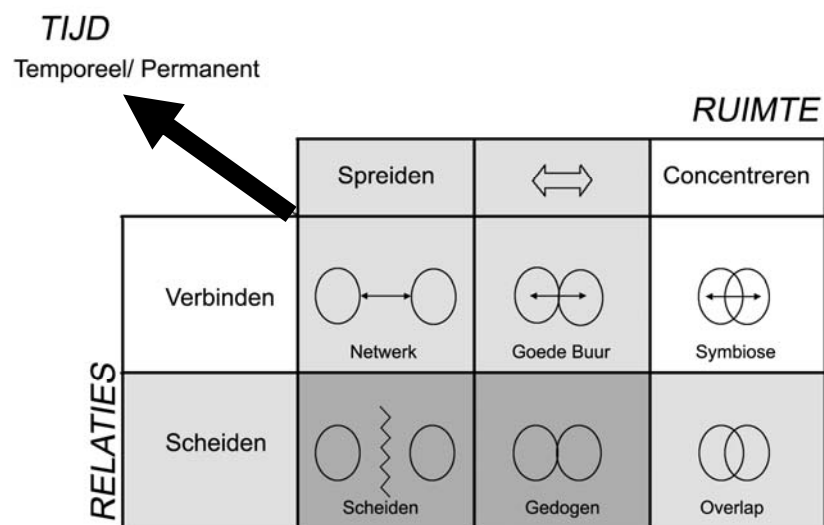 TIJD
Temporeel/ Permanent
RUIMTE
Spreiden
Concentreren
Verbinden
Netwerk
Goede Buur
Symbiose
RELATIES
Scheiden
Scheiden
Gedogen
Overlap